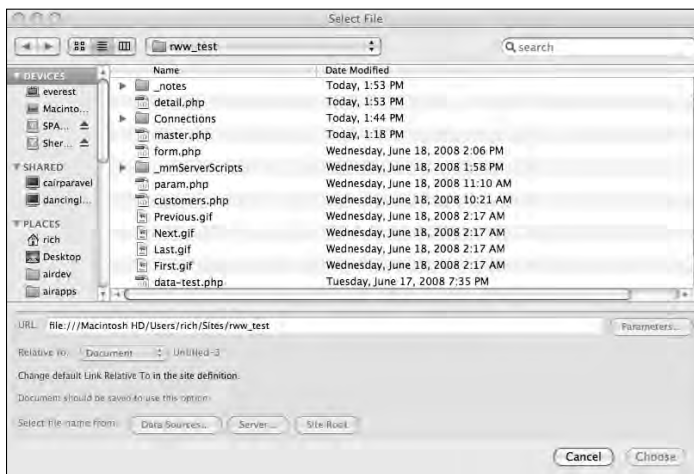 Select File
rww_test
search
Name Date Modified
DEVICES
everest
Macinto...
SPA...
Sher...
SHARED
cairparavel
dancingl...
PLACES
rich
Desktop
airdev
airapps
_notes Today, 1:53 PM
detail.php Today, 1:53 PM
Connections Today, 1:44 PM
master.php Today, 1:18 PM
form.php Wednesday, June 18, 2008 2:06 PM
_mmServerScripts Wednesday, June 18, 2008 1:58 PM
param.php Wednesday, June 18, 2008 11:10 AM
customers.php Wednesday, June 18, 2008 10:21 AM
Previous.gif Wednesday, June 18, 2008 2:17 AM
Next.gif Wednesday, June 18, 2008 2:17 AM
Last.gif Wednesday, June 18, 2008 2:17 AM
First.gif Wednesday, June 18, 2008 2:17 AM
data-test.php Tuesday, June 17, 2008 7:35 PM
URL: file:///Macintosh HD/Users/rich/Sites/rww_test Parameters...
Relative to: Document Untitled-3
Change default Link Relative To in the site definition.
Document should be saved to use this option.
Select file name from: Data Sources... Server... Site Root
Cancel Choose